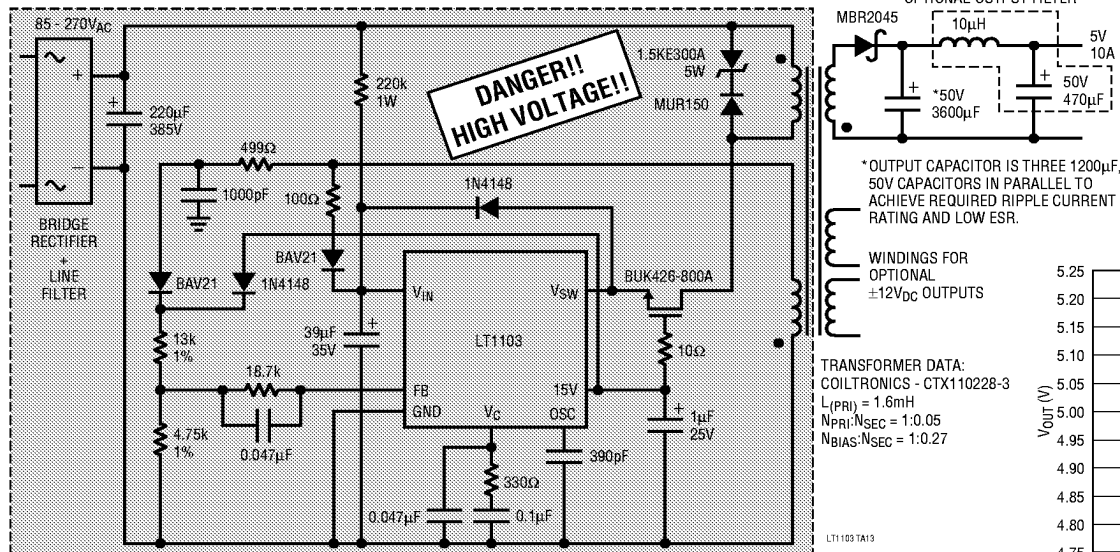 OPTIONAL OUTPUT FILTER
85 - 270VAC
MBR2045
10µH
5V
10A
1.5KE300A
5W
220k
1W
DANGER!!
HIGH VOLTAGE!!
MUR150
*50V
3600µF
50V
470µF
220µF
385V
499Ω
1000pF
100Ω
1N4148
*OUTPUT CAPACITOR IS THREE 1200µF,
50V CAPACITORS IN PARALLEL TO
ACHIEVE REQUIRED RIPPLE CURRENT
RATING AND LOW ESR.
BRIDGE
RECTIFIER
+
LINE
FILTER
BAV21
BAV21
1N4148
BUK426-800A
WINDINGS FOR
OPTIONAL
±12VDC OUTPUTS
VIN
VSW
LT1103
39µF
35V
13k
1%
10Ω
18.7k
FB
GND
15V
VC
OSC
1µF
25V
4.75k
1%
0.047µF
390pF
330Ω
0.047µF
0.1µF
TRANSFORMER DATA:
COILTRONICS - CTX110228-3
L(PRI) = 1.6mH
NPRI:NSEC = 1:0.05
NBIAS:NSEC = 1:0.27
LT1103 TA13
VOUT (V)
5.25
5.20
5.15
5.10
5.05
5.00
4.95
4.90
4.85
4.80
4.75